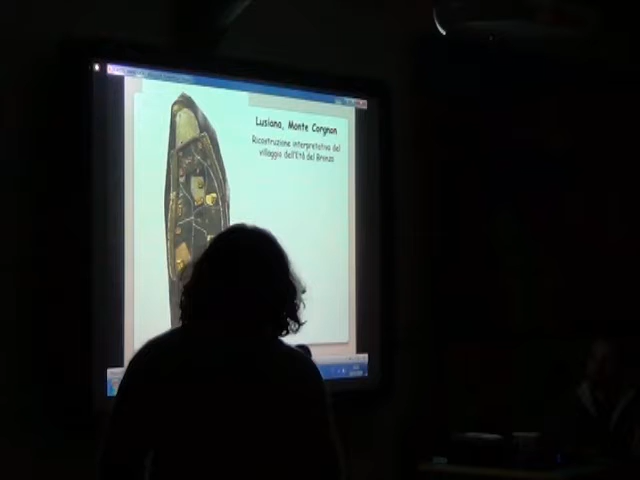 Lusiana, Monte Corgnon
Ricostruzione interpretativa del
villaggio dell'Età del Bronzo